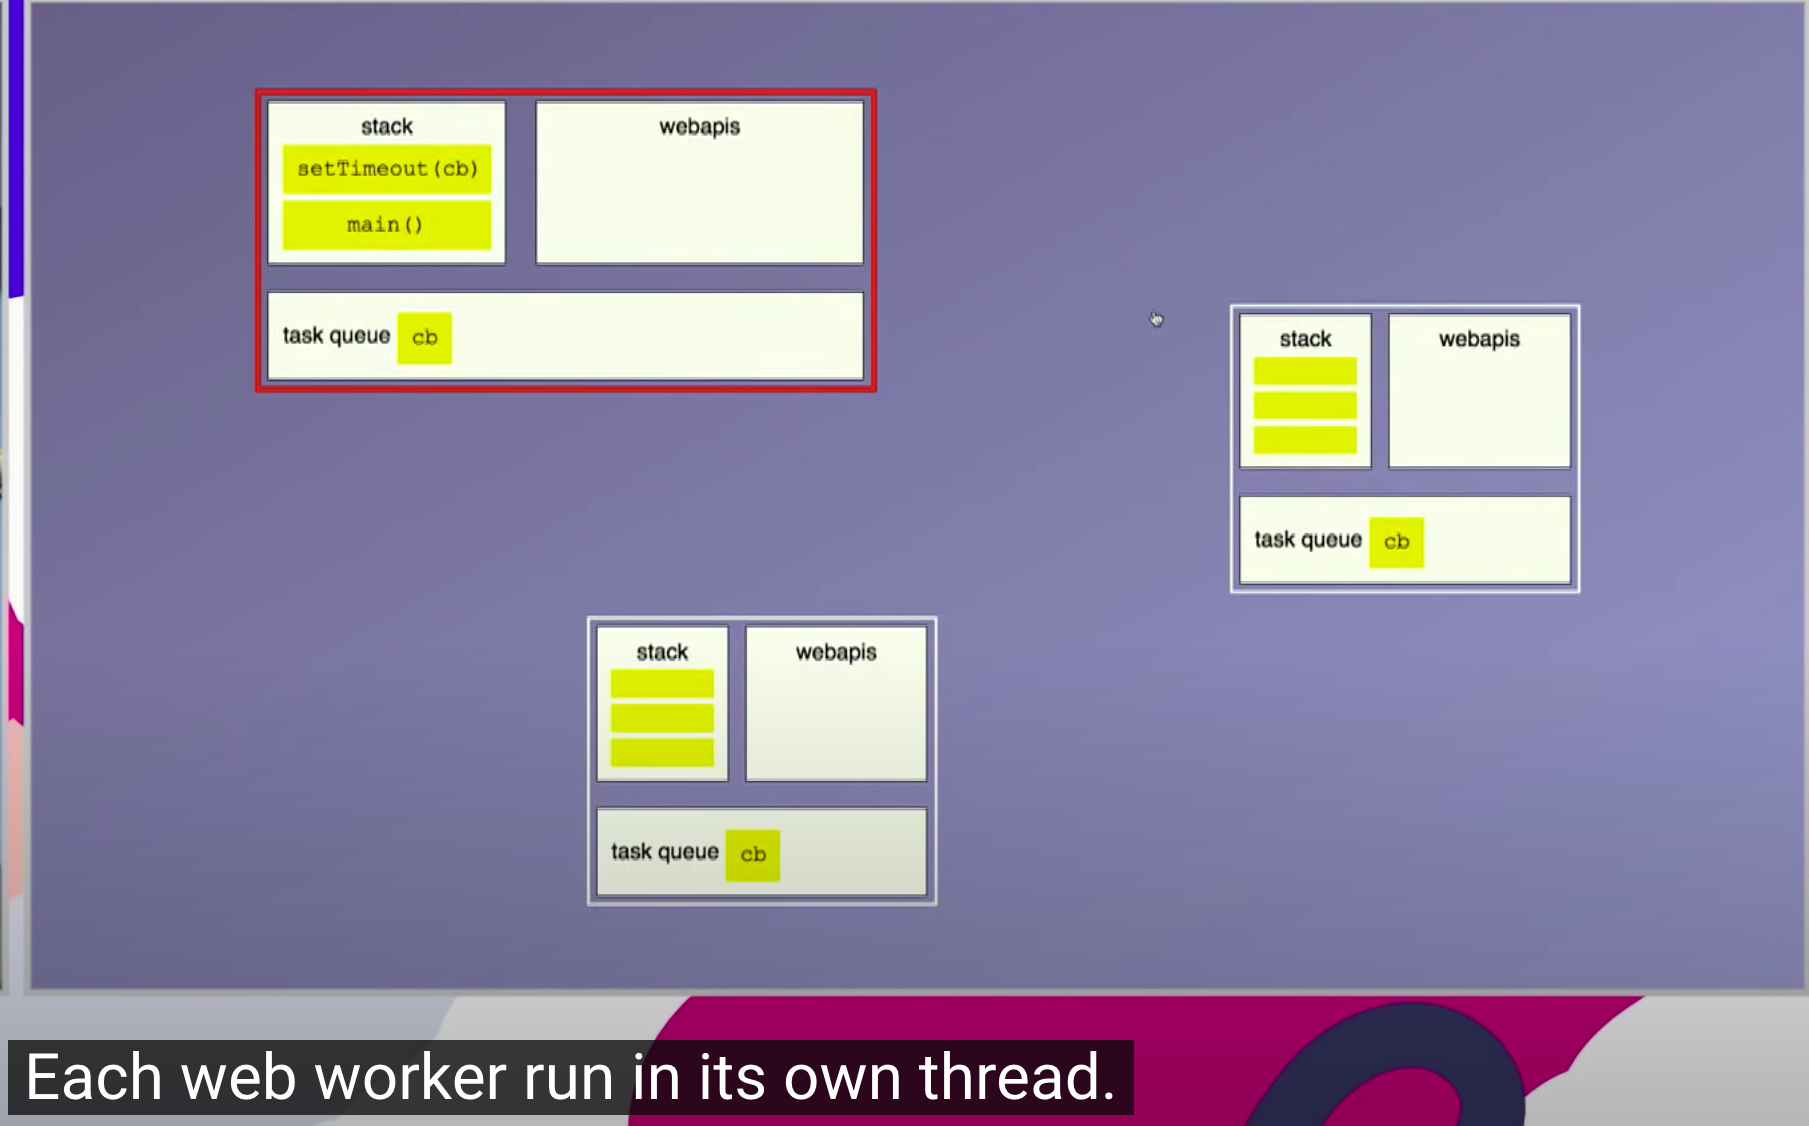 stack
webapis
setTimeout(cb)
main()
task queue cb
stack
webapis
task queue cb
stack
webapis
task queue cb
Each web worker run in its own thread.